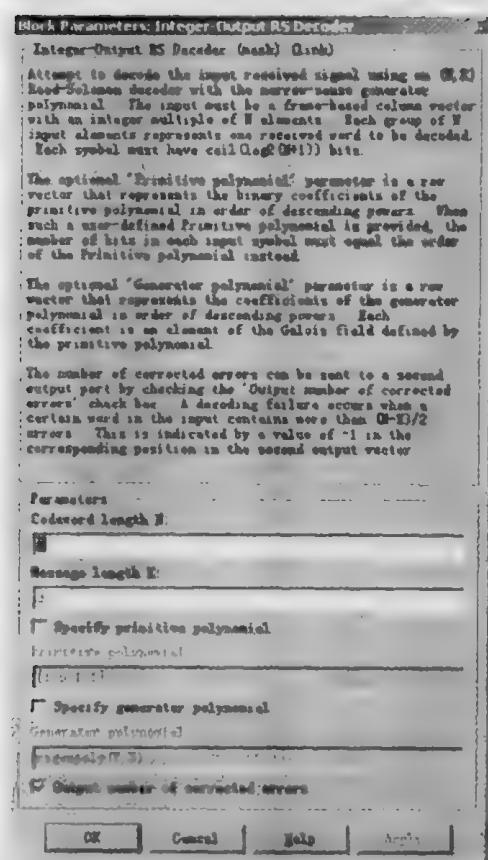 Block Parameters: Integer-Output RS Decoder
Integer-Output RS Decoder (mask) (link)
Attempt to decode the input received signal using an (N,K)
Reed-Solomon decoder with the narrow-sense generator
polynomial. The input must be a frame-based column vector
with an integer multiple of N elements. Each group of N
input elements represents one received word to be decoded.
Each symbol must have ceil(log2(N+1)) bits.
The optional 'Primitive polynomial' parameter is a row
vector that represents the binary coefficients of the
primitive polynomial in order of descending powers. When
such a user-defined Primitive polynomial is provided, the
number of bits in each input symbol must equal the order
of the Primitive polynomial instead.
The optional 'Generator polynomial' parameter is a row
vector that represents the coefficients of the generator
polynomial in order of descending powers. Each
coefficient is an element of the Galois field defined by
the primitive polynomial.
The number of corrected errors can be sent to a second
output port by checking the 'Output number of corrected
errors' check box. A decoding failure occurs when a
certain word in the input contains more than (N-K)/2
errors. This is indicated by a value of -1 in the
corresponding position in the second output vector
Parameters
Codeword length N:
Message length K:
Specify primitive polynomial
Primitive polynomial
Specify generator polynomial
Generator polynomial
Output number of corrected errors
OK Cancel Help Apply